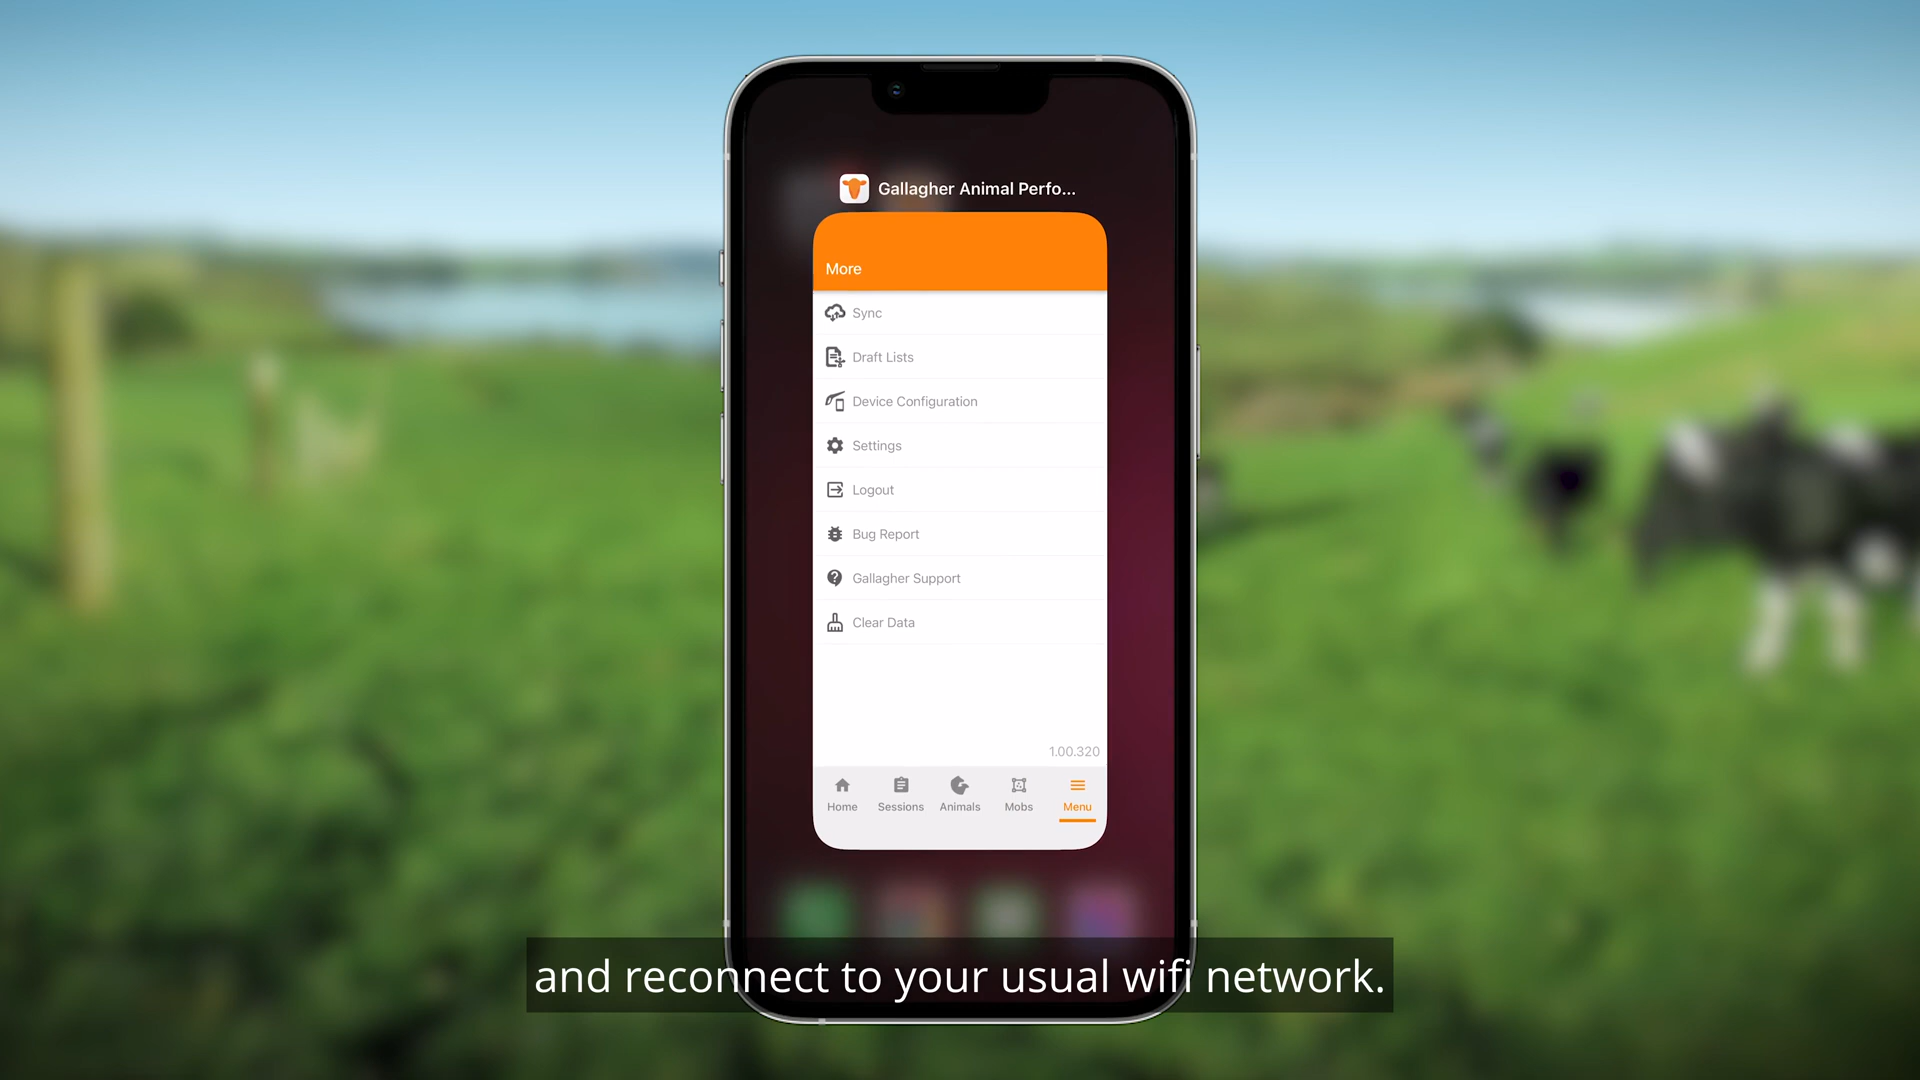 Gallagher Animal Perfo...
More
Sync
Draft Lists
Device Configuration
Settings
Logout
Bug Report
Gallagher Support
Clear Data
1.00.320
Home Sessions Animals Mobs Menu
and reconnect to your usual wifi network.